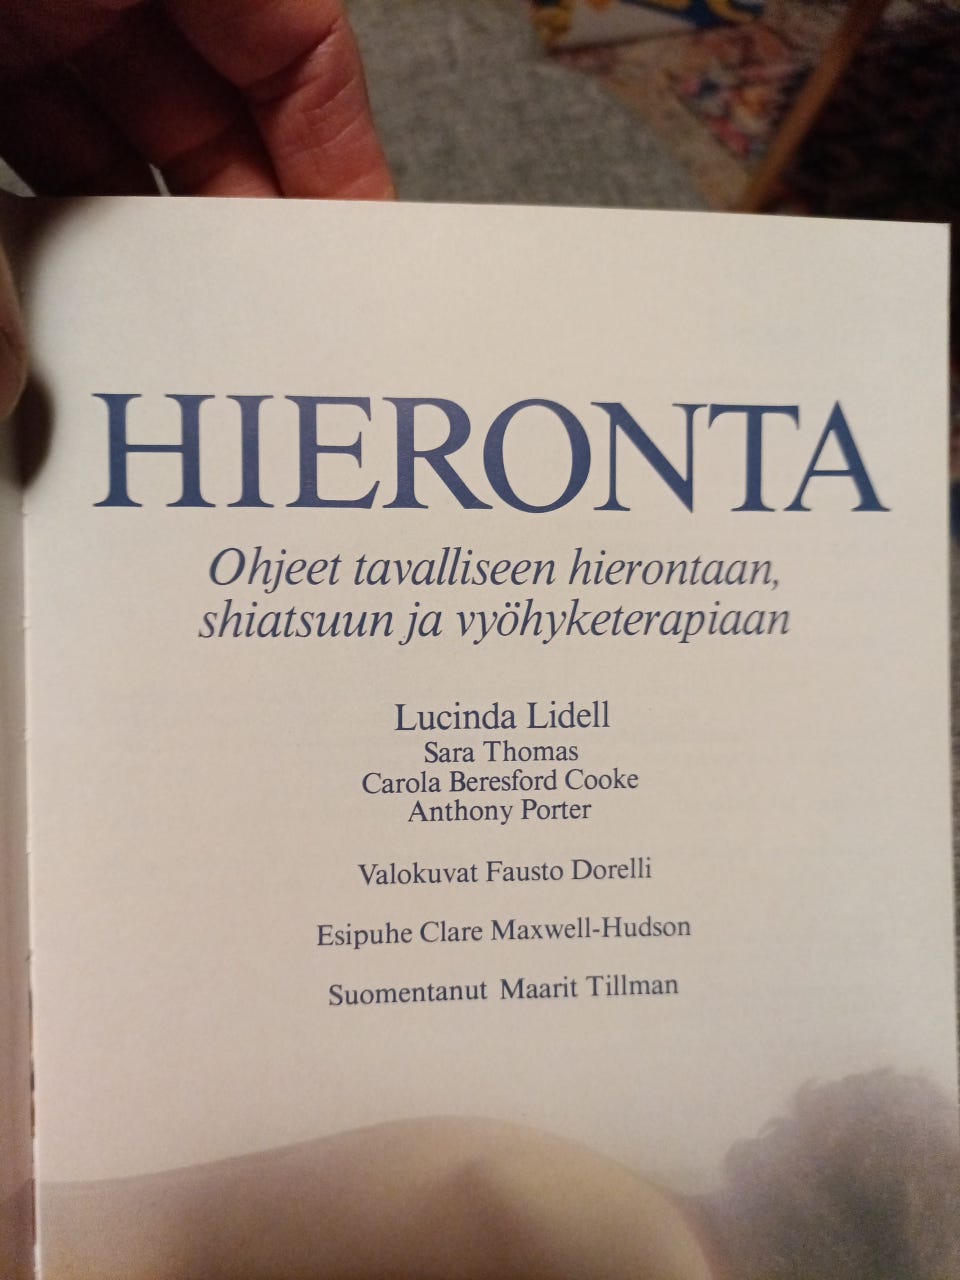 HIERONTA
Ohjeet tavalliseen hierontaan,
shiatsuun ja vyöhyketerapiaan
Lucinda Lidell
Sara Thomas
Carola Beresford Cooke
Anthony Porter
Valokuvat Fausto Dorelli
Esipuhe Clare Maxwell-Hudson
Suomentanut Maarit Tillman